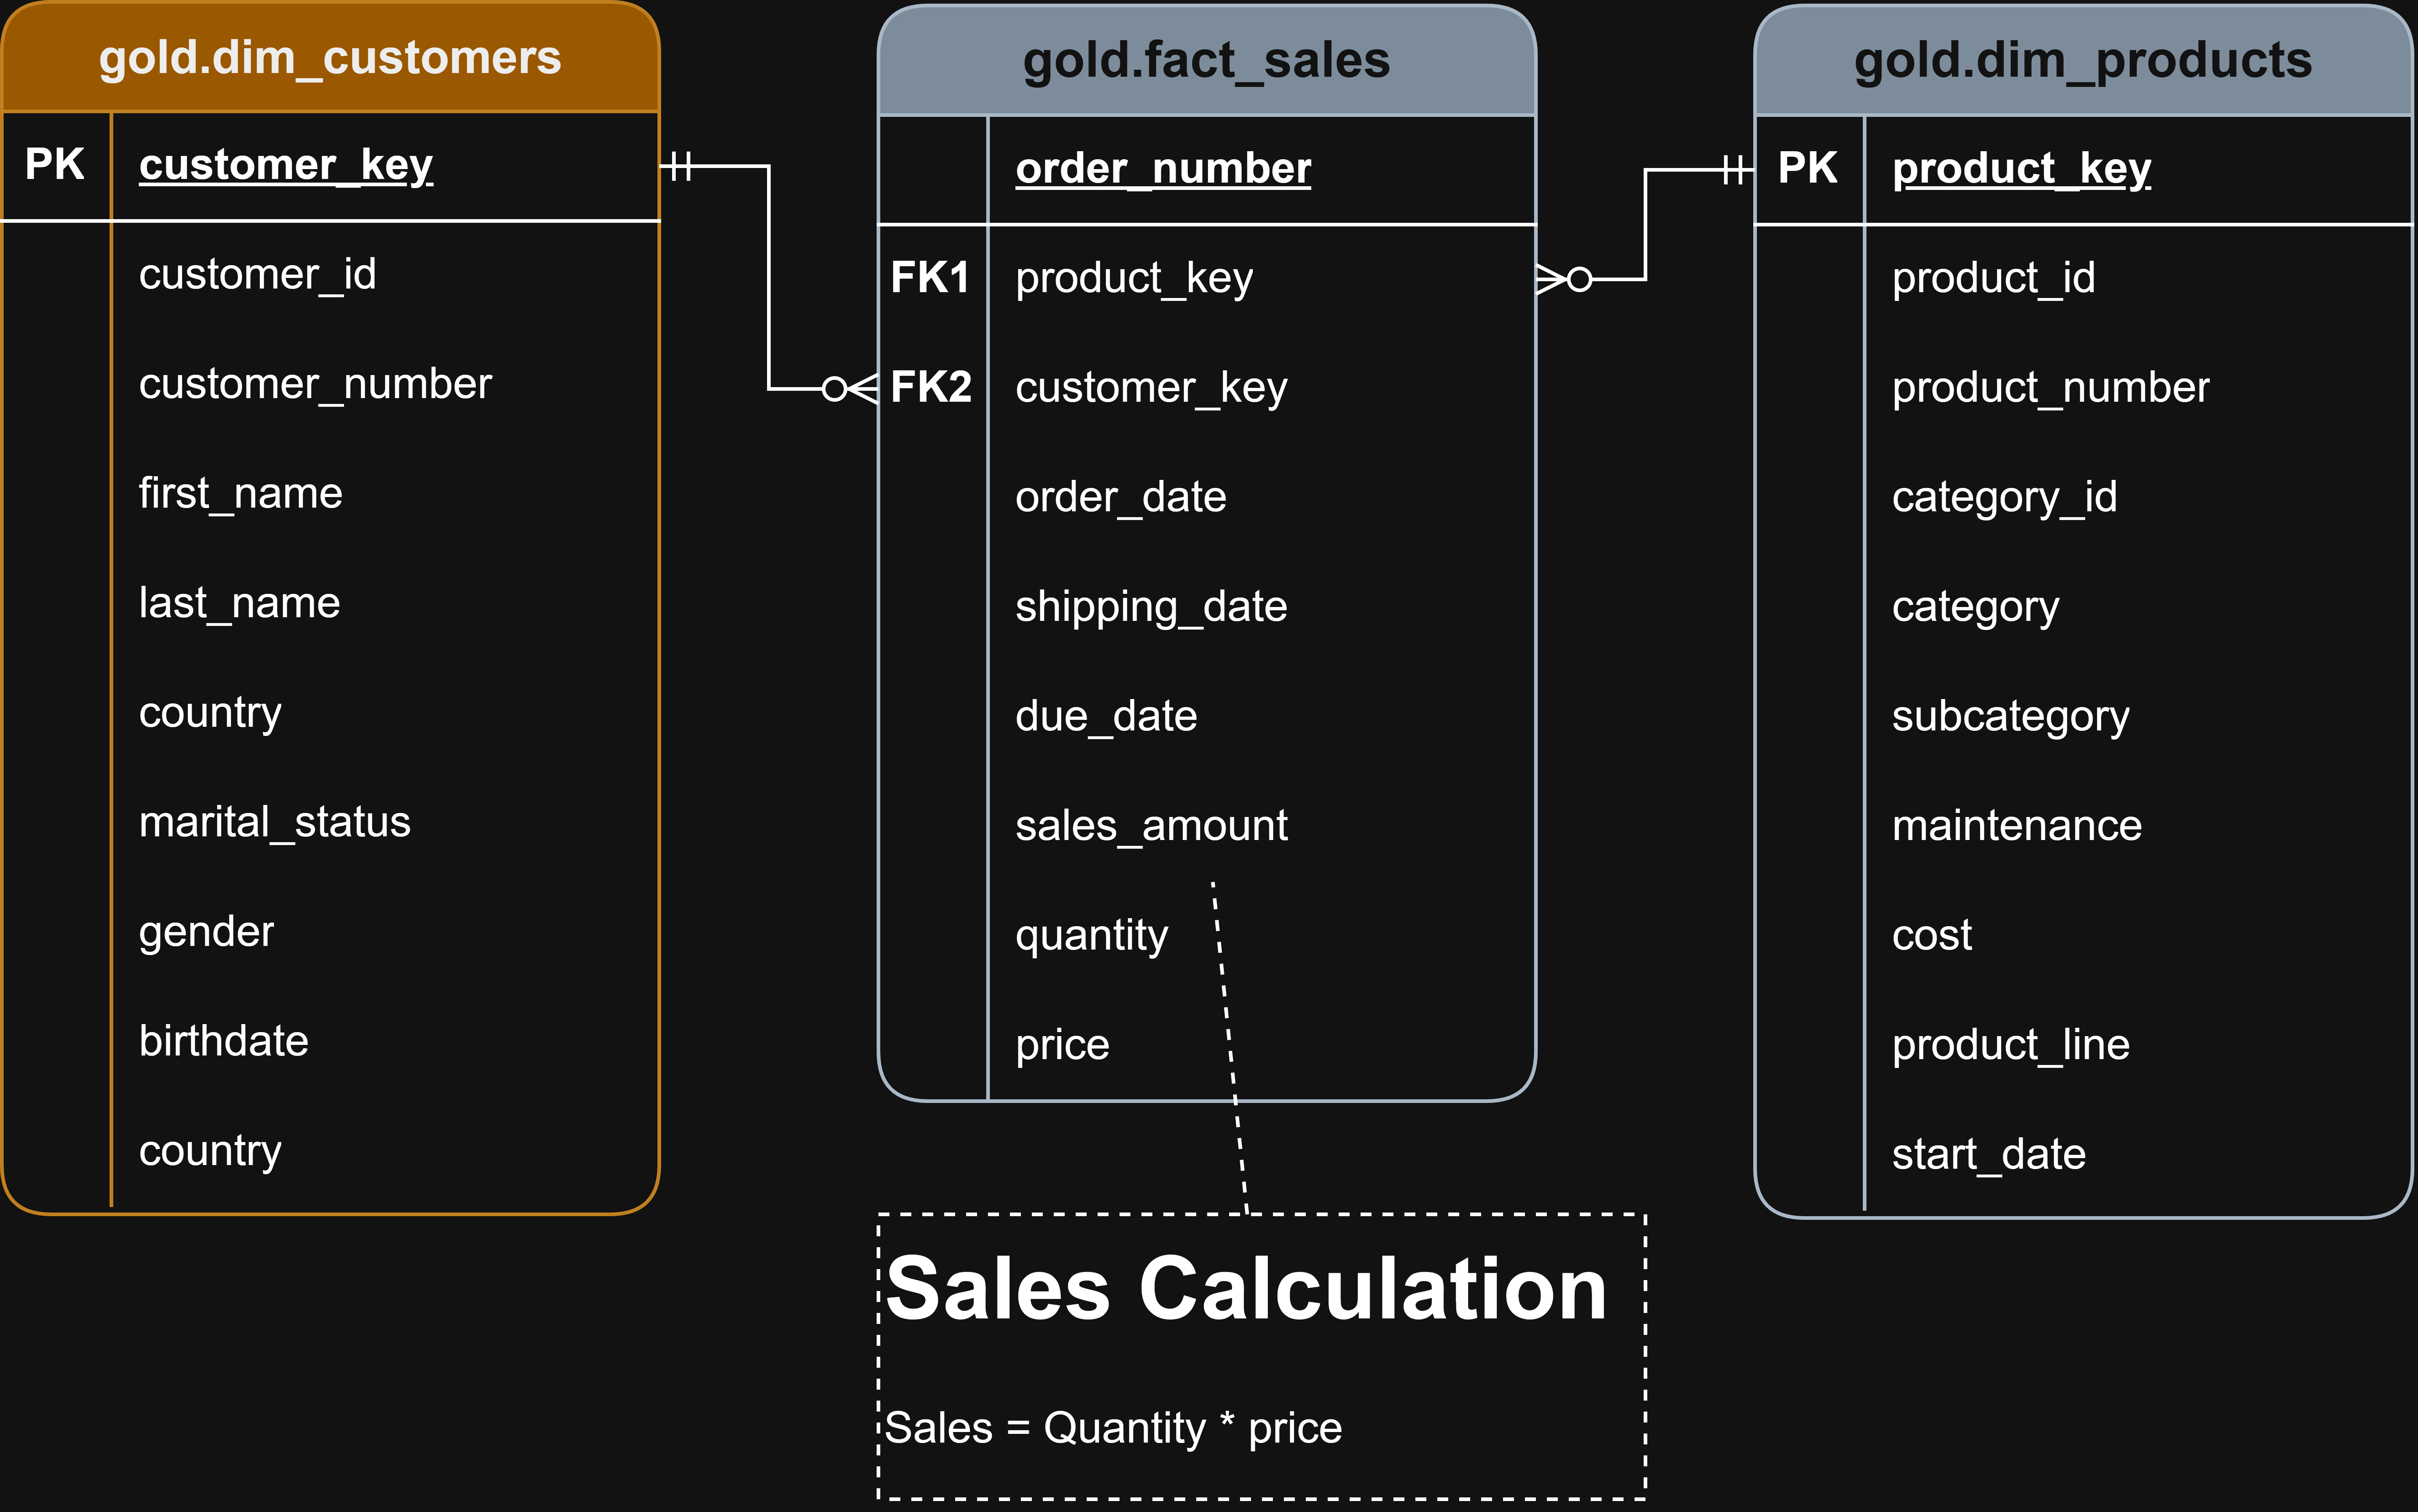 gold.dim_customers
PK customer_key
customer_id
customer_number
first_name
last_name
country
marital_status
gender
birthdate
country
gold.fact_sales
order_number
FK1 product_key
FK2 customer_key
order_date
shipping_date
due_date
sales_amount
quantity
price
gold.dim_products
PK product_key
product_id
product_number
category_id
category
subcategory
maintenance
cost
product_line
start_date
Sales Calculation
Sales = Quantity * price